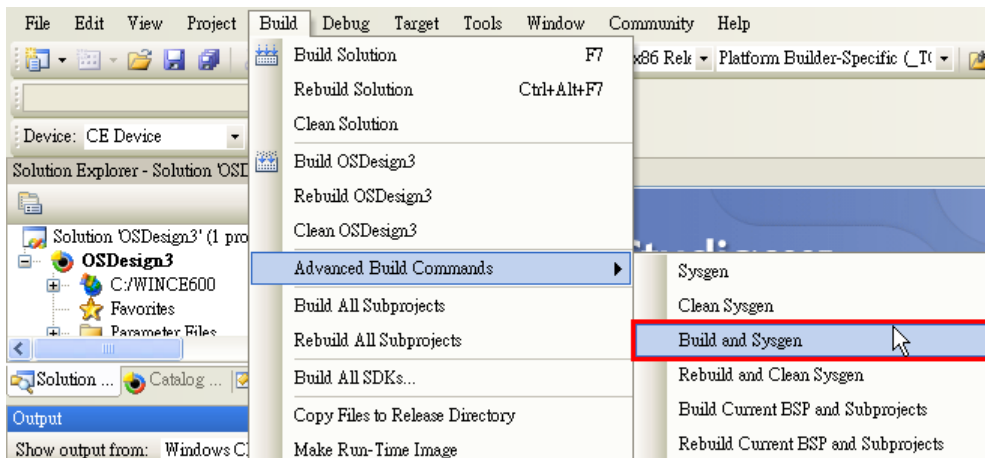 File Edit View Project Build Debug Target Tools Window Community Help
Build Solution F7
x86 Rele Platform Builder-Specific (_T(
Rebuild Solution Ctrl+Alt+F7
Device: CE Device
Clean Solution
Solution Explorer - Solution 'OSD
Build OSDesign3
Rebuild OSDesign3
Solution 'OSDesign3' (1 pro
Clean OSDesign3
OSDesign3
Advanced Build Commands
Sysgen
C:/WINCE600
Favorites
Build All Subprojects
Clean Sysgen
Parameter Files
Rebuild All Subprojects
Build and Sysgen
Solution ... Catalog ...
Build All SDKs...
Rebuild and Clean Sysgen
Output
Copy Files to Release Directory
Build Current BSP and Subprojects
Show output from: Windows C
Make Run-Time Image
Rebuild Current BSP and Subprojects